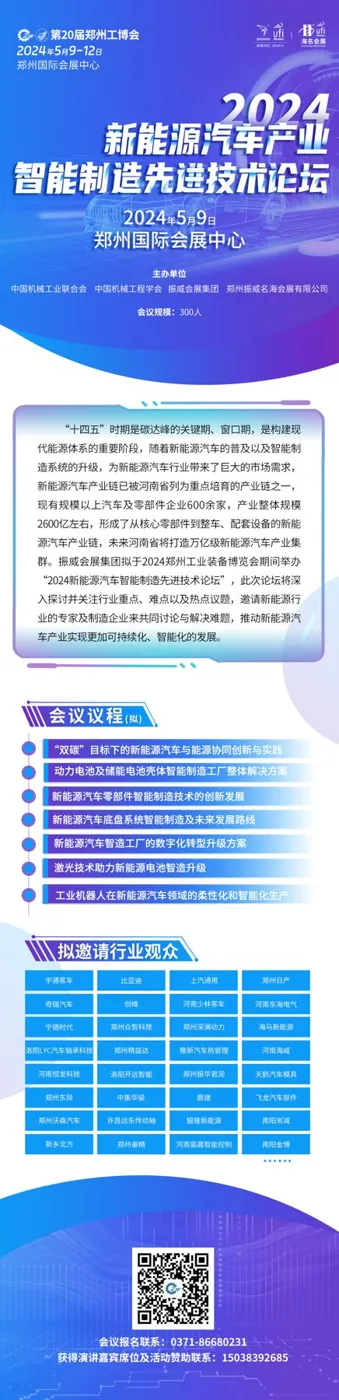 第20届郑州工博会
2024年5月9-12日
郑州国际会展中心
海名会展
2024
新能源汽车产业
智能制造先进技术论坛
2024年5月9日
郑州国际会展中心
主办单位
中国机械工业联合会 中国机械工程学会 振威会展集团 郑州振威名海会展有限公司
会议规模：300人
“十四五”时期是碳达峰的关键期、窗口期，是构建现
代能源体系的重要阶段，随着新能源汽车的普及以及智能制
造系统的升级，为新能源汽车行业带来了巨大的市场需求，
新能源汽车产业链已被河南省列为重点培育的产业链之一，
现有规模以上汽车及零部件企业600余家，产业整体规模
2600亿左右，形成了从核心零部件到整车、配套设备的新能
源汽车产业链，未来河南省将打造万亿级新能源汽车产业集
群。振威会展集团拟于2024郑州工业装备博览会期间举办
“2024新能源汽车智能制造先进技术论坛”，此次论坛将深
入探讨并关注行业重点、难点以及热点议题，邀请新能源行
业的专家及制造企业来共同讨论与解决难题，推动新能源汽
车产业实现更加可持续化、智能化的发展。
会议议程(拟)
“双碳”目标下的新能源汽车与能源协同创新与实践
动力电池及储能电池壳体智能制造工厂整体解决方案
新能源汽车零部件智能制造技术的创新发展
新能源汽车底盘系统智能制造及未来发展路线
新能源汽车智造工厂的数字化转型升级方案
激光技术助力新能源电池智造升级
工业机器人在新能源汽车领域的柔性化和智能化生产
拟邀请行业观众
宇通客车 比亚迪 上汽通用 郑州日产
奇瑞汽车 创维 河南少林客车 河南东海电气
宁德时代 郑州众智科技 郑州深澜动力 海马新能源
洛阳LYC汽车轴承科技 郑州精益达 豫新汽车热管理 河南海威
河南恒发科技 洛阳开远智能 郑州振华君润 天鹤汽车模具
郑州东异 中集华骏 鼎捷 飞龙汽车部件
郑州沃森汽车 许昌远东传动轴 银隆新能源 南阳淅减
新乡北方 郑州豪精 河南嘉晨智能控制 南阳金博
······
会议报名联系：0371-86680231
获得演讲嘉宾席位及活动赞助联系：15038392685